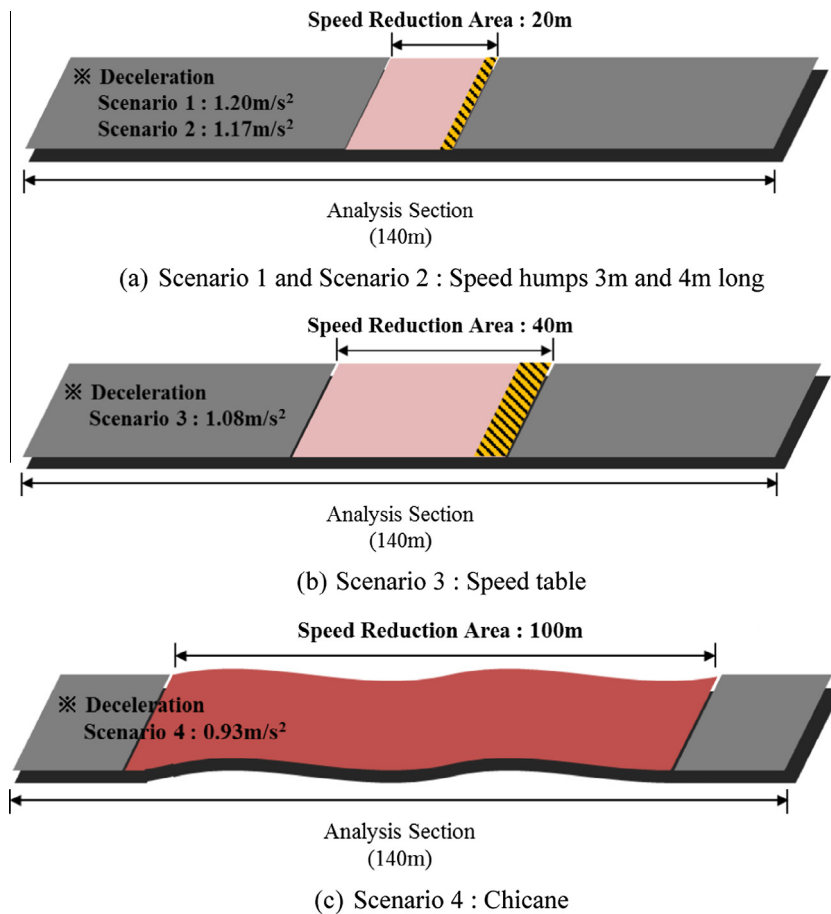 Speed Reduction Area : 20m
※ Deceleration
Scenario 1 : 1.20m/s²
Scenario 2 : 1.17m/s²
Analysis Section
(140m)
(a) Scenario 1 and Scenario 2 : Speed humps 3m and 4m long
Speed Reduction Area : 40m
※ Deceleration
Scenario 3 : 1.08m/s²
Analysis Section
(140m)
(b) Scenario 3 : Speed table
Speed Reduction Area : 100m
※ Deceleration
Scenario 4 : 0.93m/s²
Analysis Section
(140m)
(c) Scenario 4 : Chicane